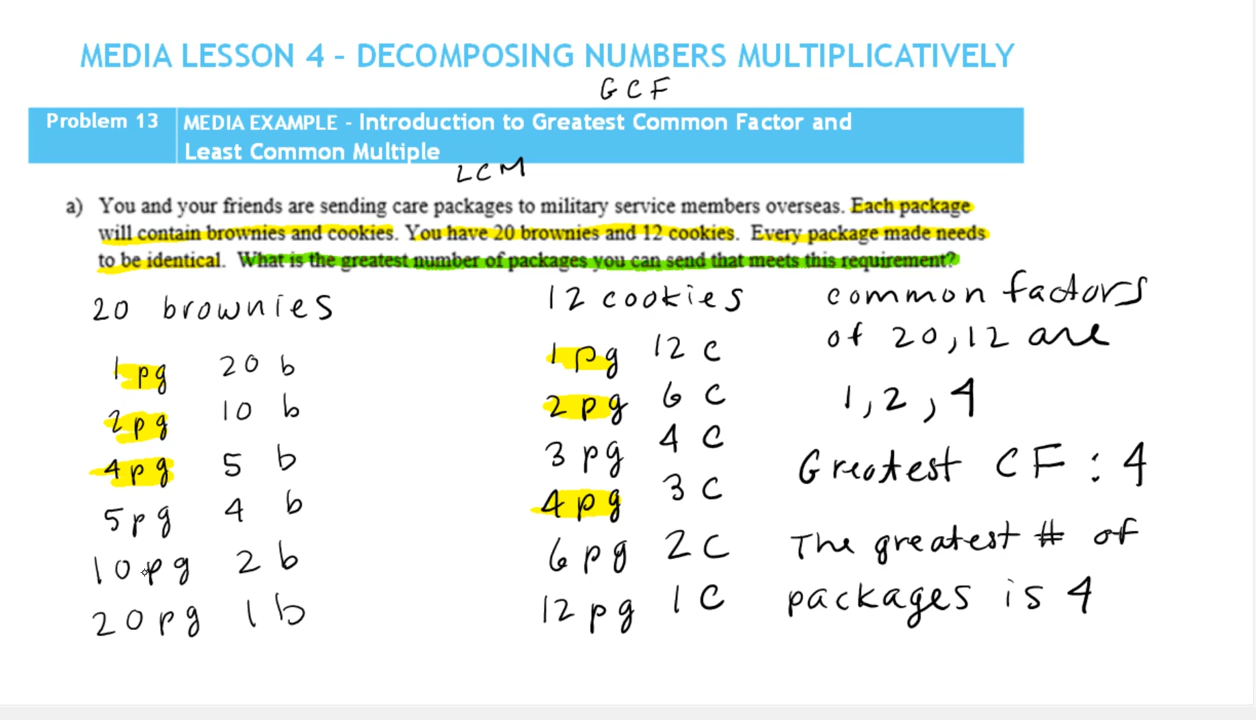 MEDIA LESSON 4 - DECOMPOSING NUMBERS MULTIPLICATIVELY
GCF
Problem 13 MEDIA EXAMPLE - Introduction to Greatest Common Factor and
Least Common Multiple
LCM
a) You and your friends are sending care packages to military service members overseas. Each package
will contain brownies and cookies. You have 20 brownies and 12 cookies. Every package made needs
to be identical. What is the greatest number of packages you can send that meets this requirement?
20 brownies
1 pg 20 b
2 pg 10 b
4 pg 5 b
5 pg 4 b
10 pg 2 b
20 pg 1 b
12 cookies
1 pg 12 c
2 pg 6 c
3 pg 4 c
4 pg 3 c
6 pg 2 c
12 pg 1 c
common factors
of 20, 12 are
1, 2, 4
Greatest CF : 4
The greatest # of
packages is 4